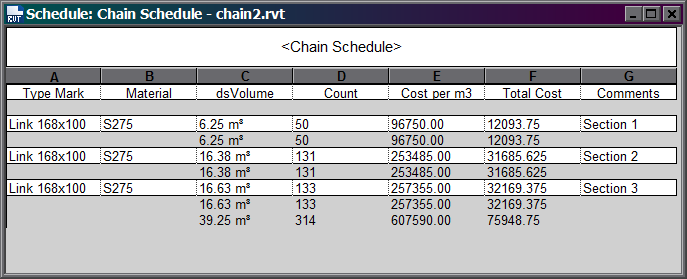 Schedule: Chain Schedule - chain2.rvt
<Chain Schedule>
A B C D E F G
Type Mark Material dsVolume Count Cost per m3 Total Cost Comments
Link 168x100 S275 6.25 m³ 50 96750.00 12093.75 Section 1
6.25 m³ 50 96750.00 12093.75
Link 168x100 S275 16.38 m³ 131 253485.00 31685.625 Section 2
16.38 m³ 131 253485.00 31685.625
Link 168x100 S275 16.63 m³ 133 257355.00 32169.375 Section 3
16.63 m³ 133 257355.00 32169.375
39.25 m³ 314 607590.00 75948.75